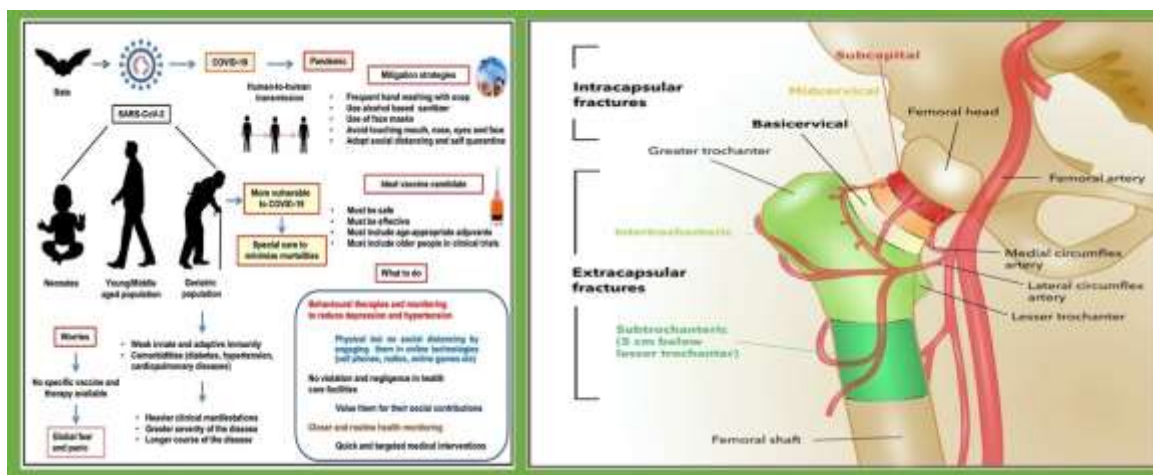 Bats
COVID-19
Pandemic
SARS-CoV-2
Human-to-human
transmission
Mitigation strategies
Frequent hand washing with soap
Use alcohol based sanitizer
Use of face masks
Avoid touching mouth, nose, eyes and face
Adapt social distancing and self quarantine
More vulnerable
to COVID-19
Special care to
minimize mortalities
Ideal vaccine candidate
Must be safe
Must be effective
Must include age-appropriate adjuvants
Must include older people in clinical trials
Neonates
Young/Middle
aged population
Geriatric
population
Worries
No specific vaccine and
therapy available
Global fear
and panic
Weak innate and adaptive immunity
Comorbidities (diabetes, hypertension,
cardiopulmonary diseases)
Heavier clinical manifestations
Greater severity of the disease
Longer course of the disease
What to do
Behavioural therapies and monitoring
to reduce depression and hypertension
Physical but no social distancing by
engaging them in online technologies
(cell phones, radios, online games etc)
No violation and negligence in health
care facilities
Value them for their social contributions
Closer and routine health monitoring
Quick and targeted medical interventions
Intracapsular
fractures
Subcapital
Midcervical
Basicervical
Greater trochanter
Femoral head
Femoral artery
Intertrochanteric
Extracapsular
fractures
Medial circumflex
artery
Lateral circumflex
artery
Lesser trochanter
Subtrochanteric
(5 cm below
lesser trochanter)
Femoral shaft